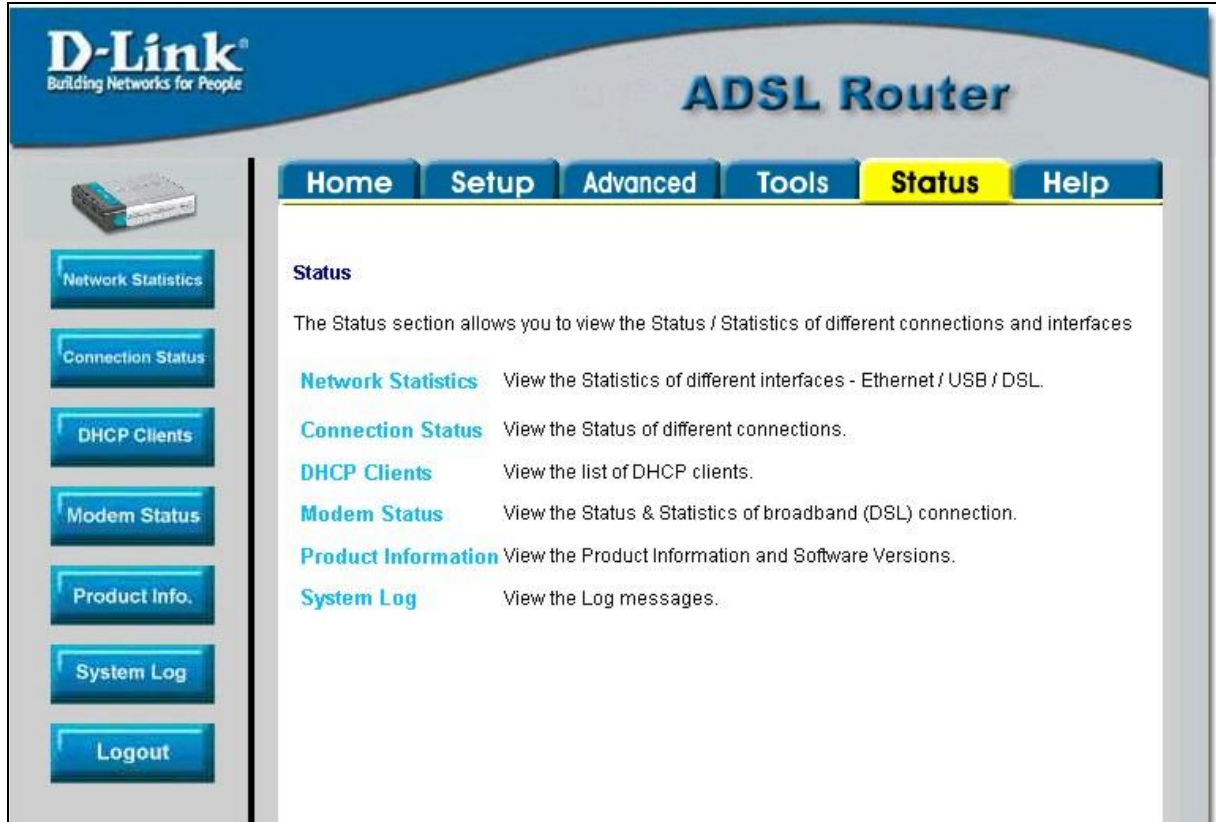 D-Link®
Building Networks for People
ADSL Router
Home Setup Advanced Tools Status Help
Network Statistics
Connection Status
DHCP Clients
Modem Status
Product Info.
System Log
Logout
Status
The Status section allows you to view the Status / Statistics of different connections and interfaces
Network Statistics View the Statistics of different interfaces - Ethernet / USB / DSL.
Connection Status View the Status of different connections.
DHCP Clients View the list of DHCP clients.
Modem Status View the Status & Statistics of broadband (DSL) connection.
Product Information View the Product Information and Software Versions.
System Log View the Log messages.